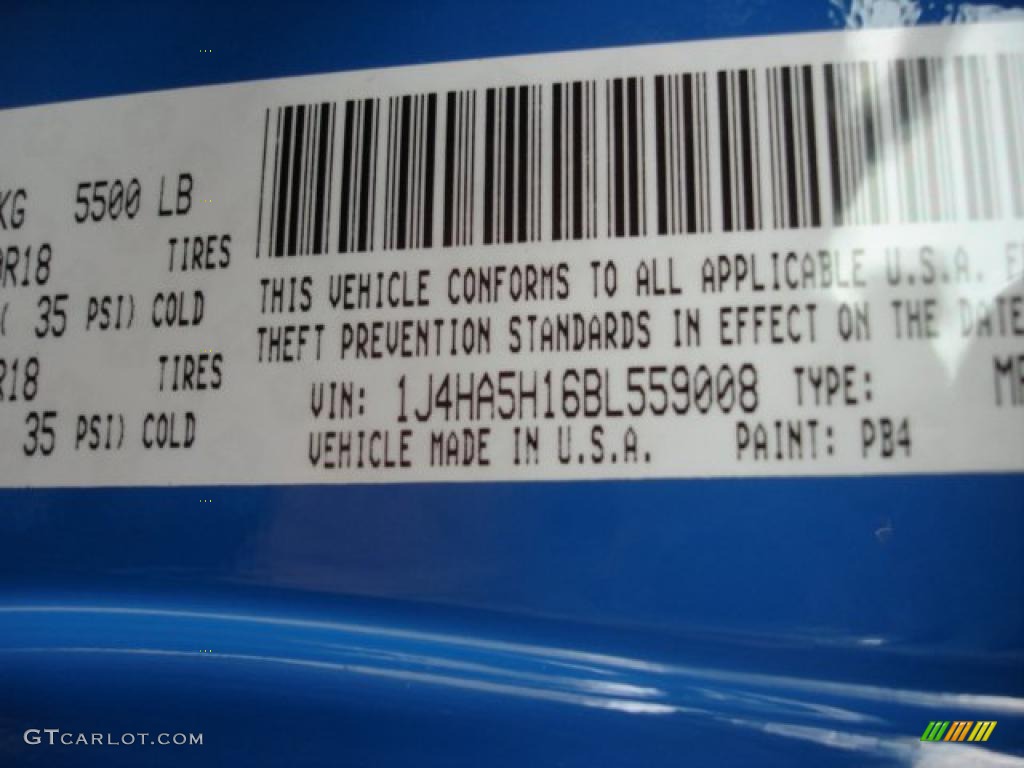 KG 5500 LB
R18 TIRES
( 35 PSI) COLD
R18 TIRES
35 PSI) COLD
THIS VEHICLE CONFORMS TO ALL APPLICABLE U.S.A.
THEFT PREVENTION STANDARDS IN EFFECT ON THE DATE
VIN: 1J4HA5H16BL559008 TYPE:
VEHICLE MADE IN U.S.A. PAINT: PB4
GTCARLOT.COM